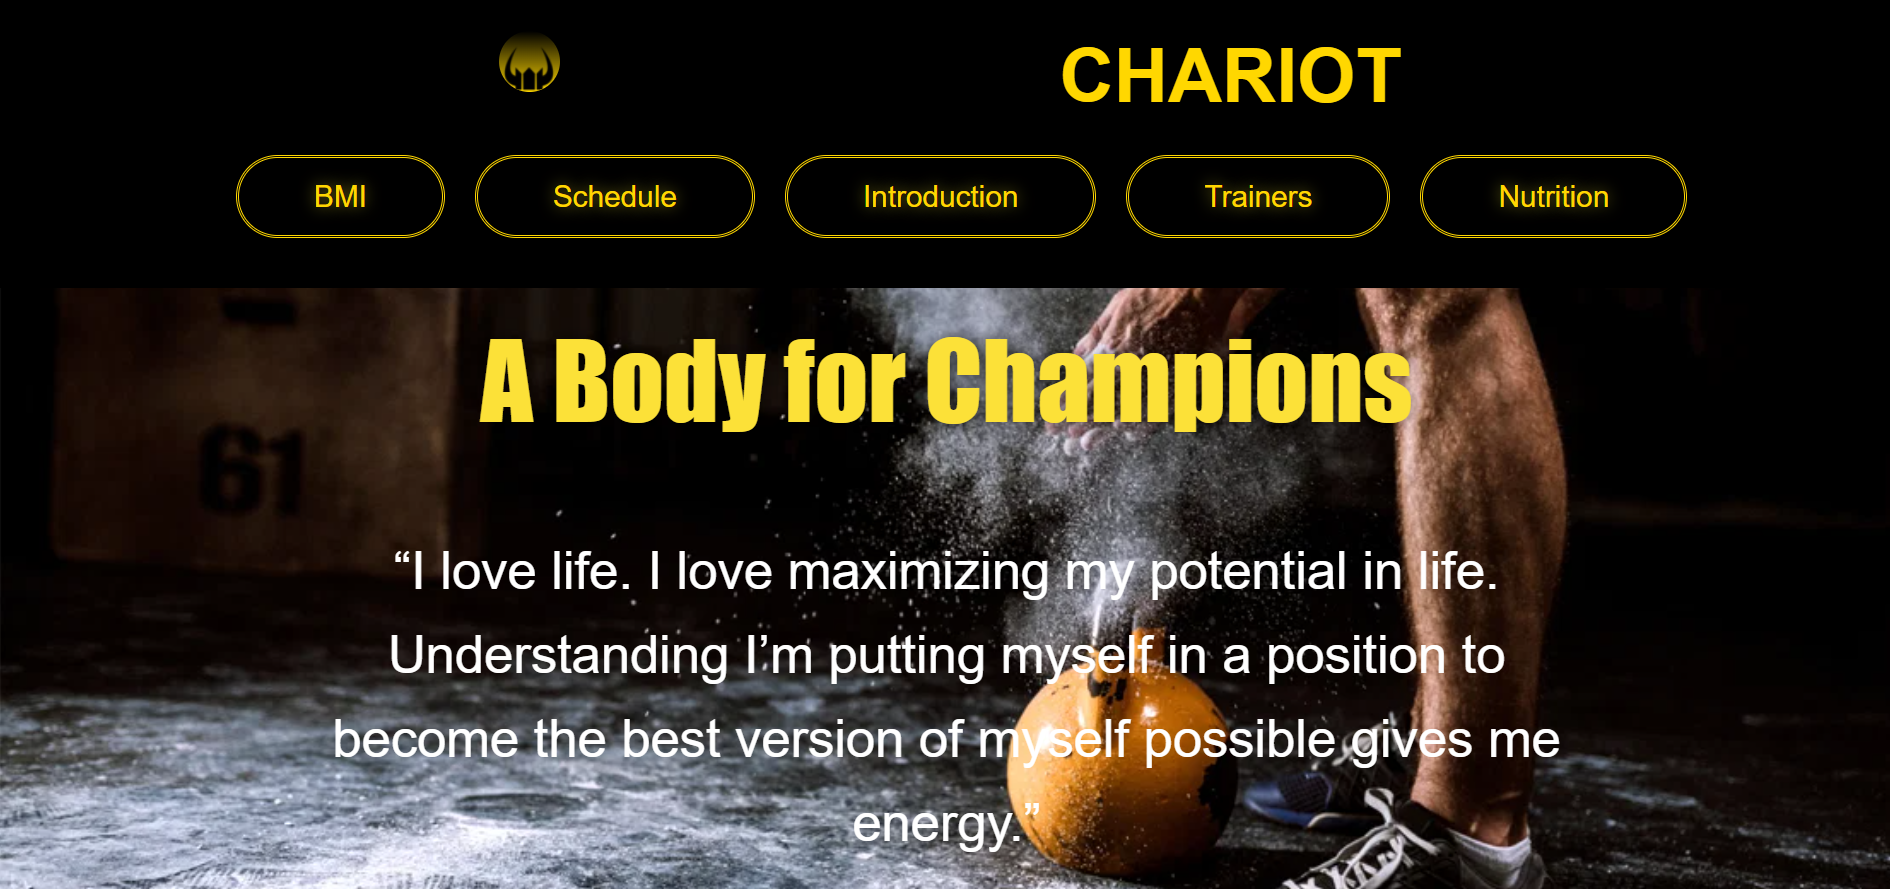 CHARIOT
BMI
Schedule
Introduction
Trainers
Nutrition
A Body for Champions
61
“I love life. I love maximizing my potential in life.
Understanding I’m putting myself in a position to
become the best version of myself possible gives me
energy.”